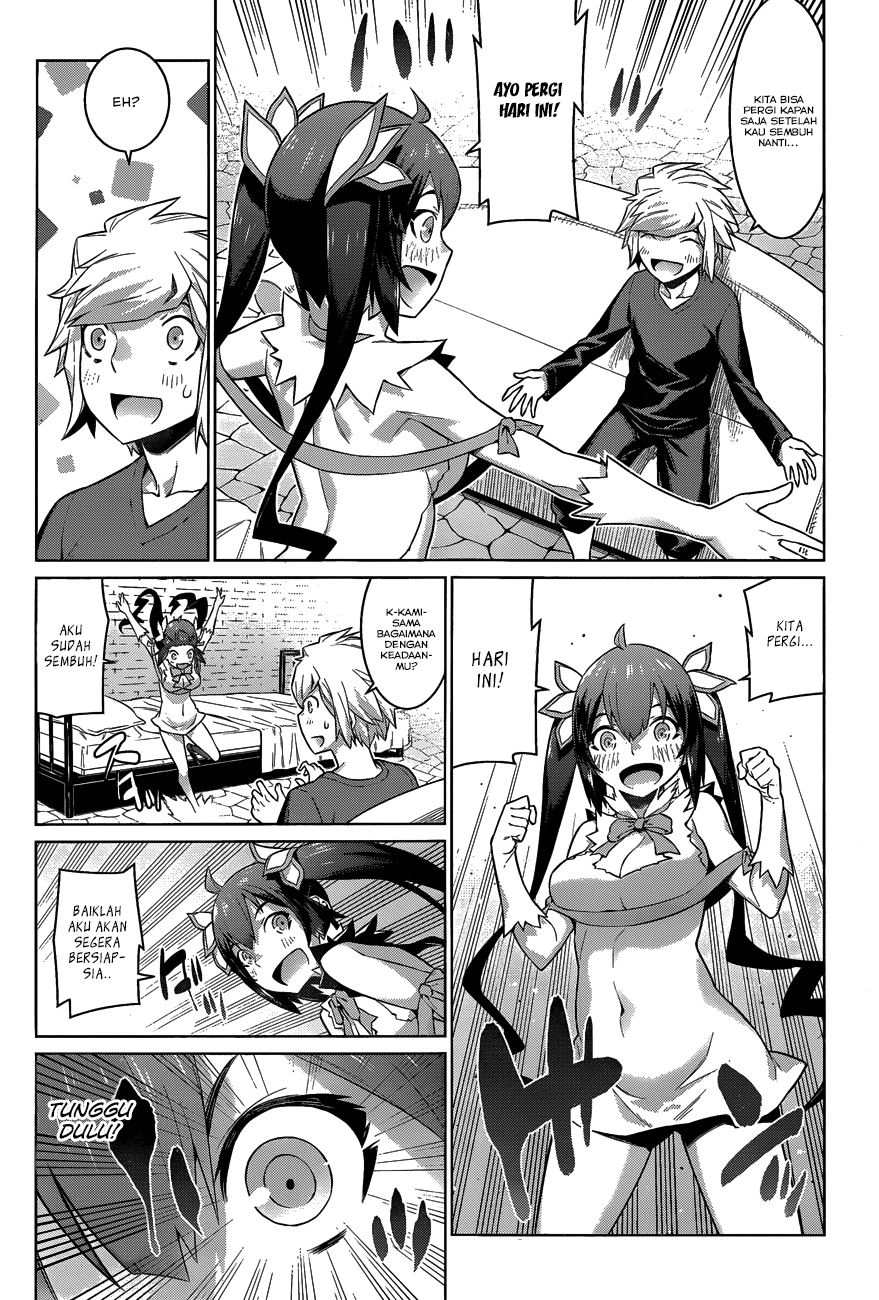 KITA BISA
PERGI KAPAN
SAJA SETELAH
KAU SEMBUH
NANTI...
AYO PERGI
HARI INI!
EH?
KITA
PERGI...
HARI
INI!
K-KAMI-
SAMA
BAGAIMANA
DENGAN
KEADAAN-
MU?
AKU
SUDAH
SEMBUH!
BAIKLAH
AKU AKAN
SEGERA
BERSIAP-
SIA..
TUNGGU
DULU!